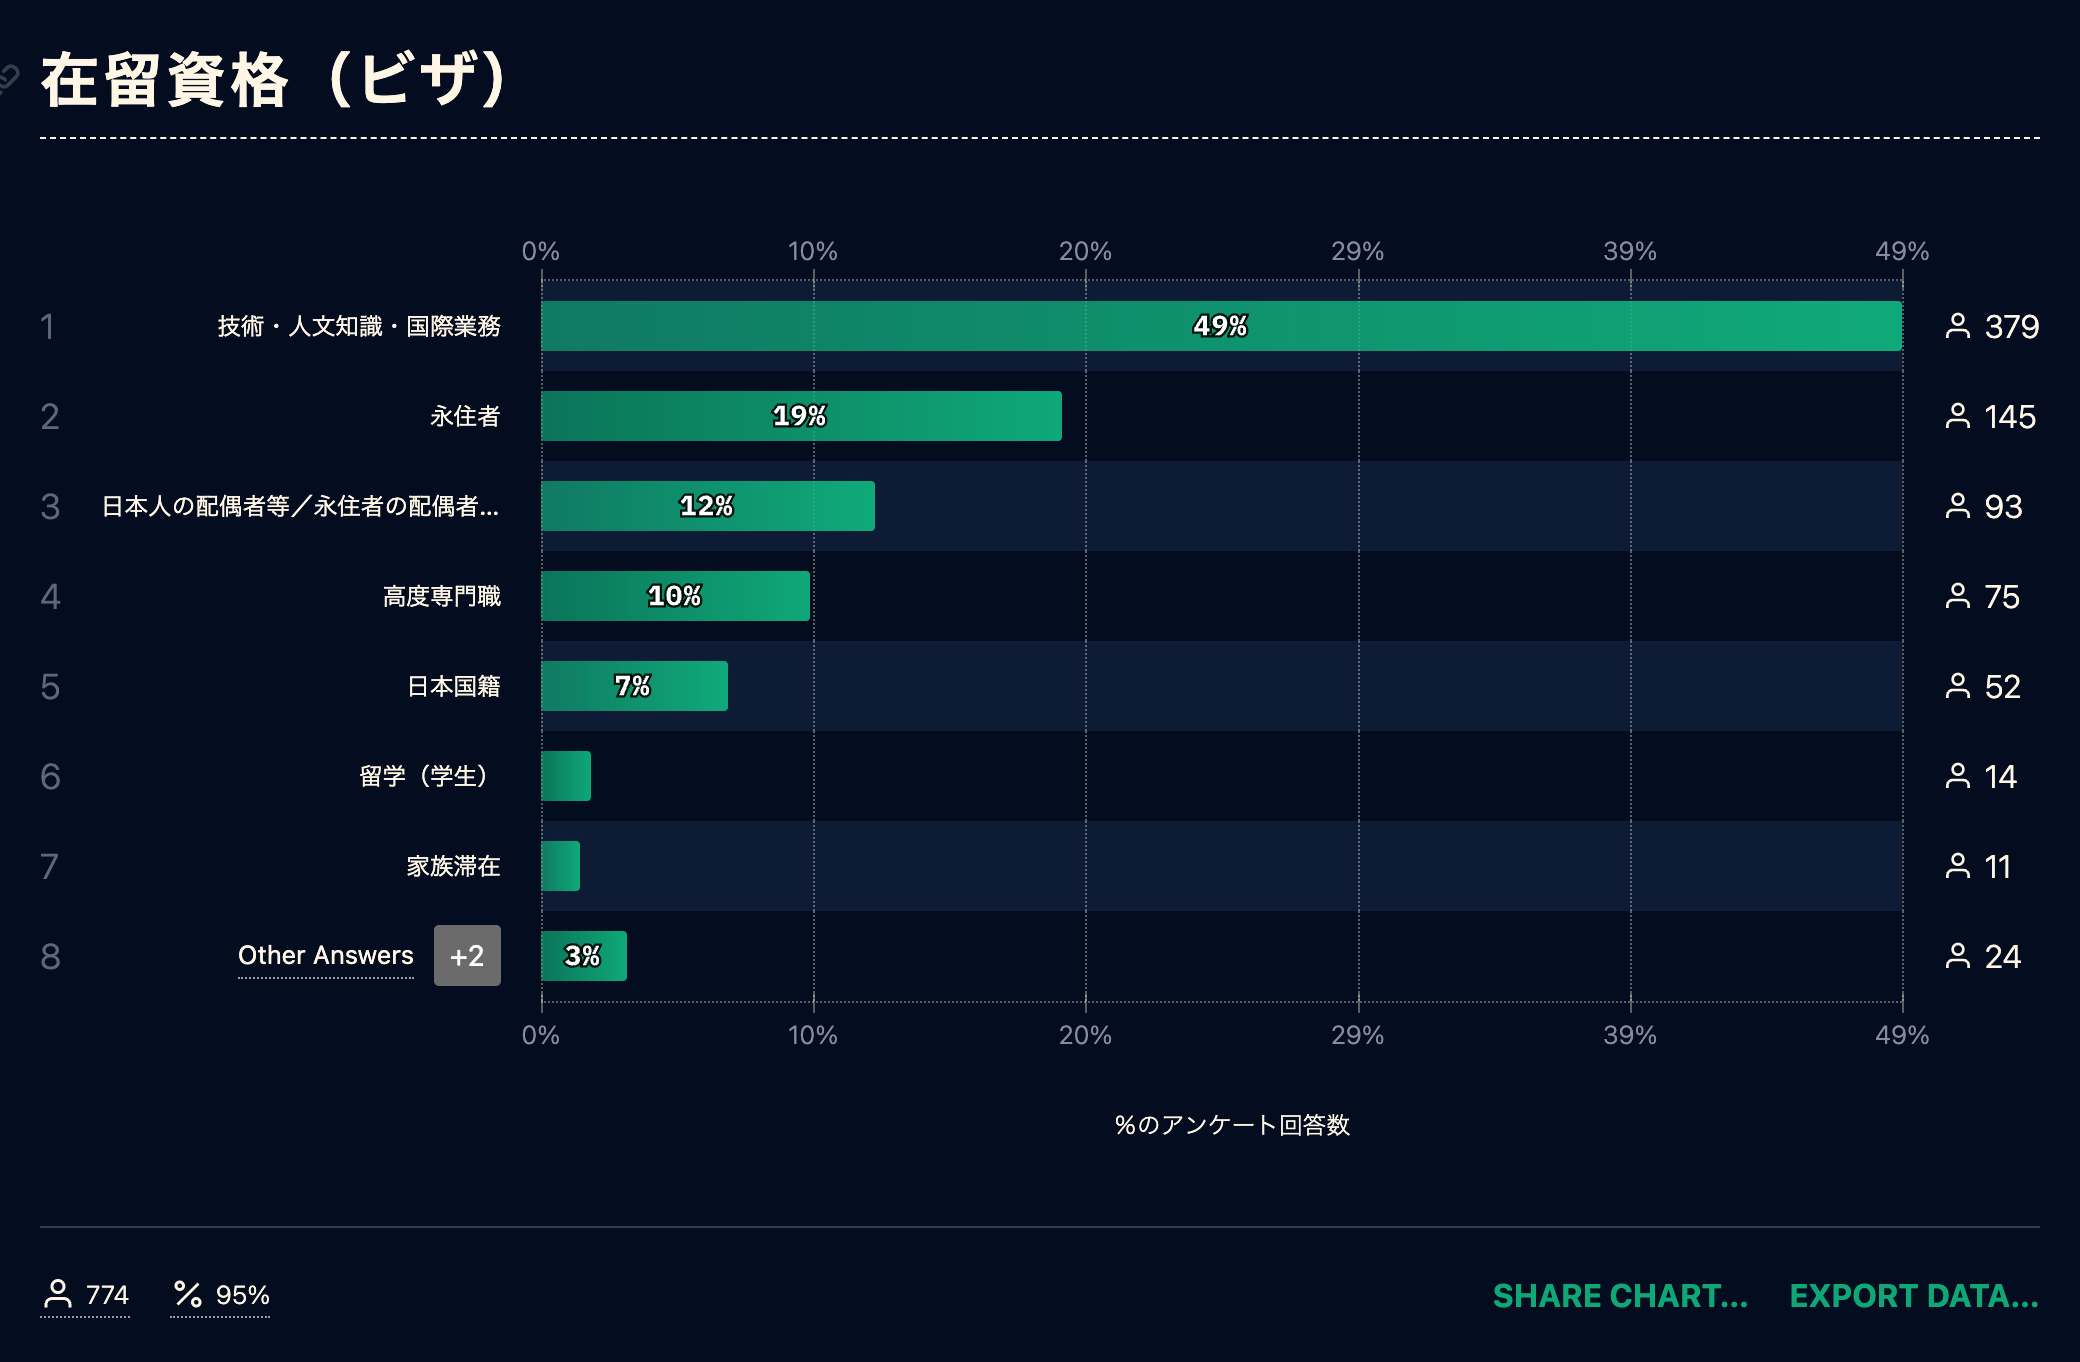 在留資格（ビザ）
0% 10% 20% 29% 39% 49%
1 技術・人文知識・国際業務 49% 379
2 永住者 19% 145
3 日本人の配偶者等／永住者の配偶者... 12% 93
4 高度専門職 10% 75
5 日本国籍 7% 52
6 留学（学生） 14
7 家族滞在 11
8 Other Answers +2 3% 24
0% 10% 20% 29% 39% 49%
%のアンケート回答数
774 % 95% SHARE CHART... EXPORT DATA...